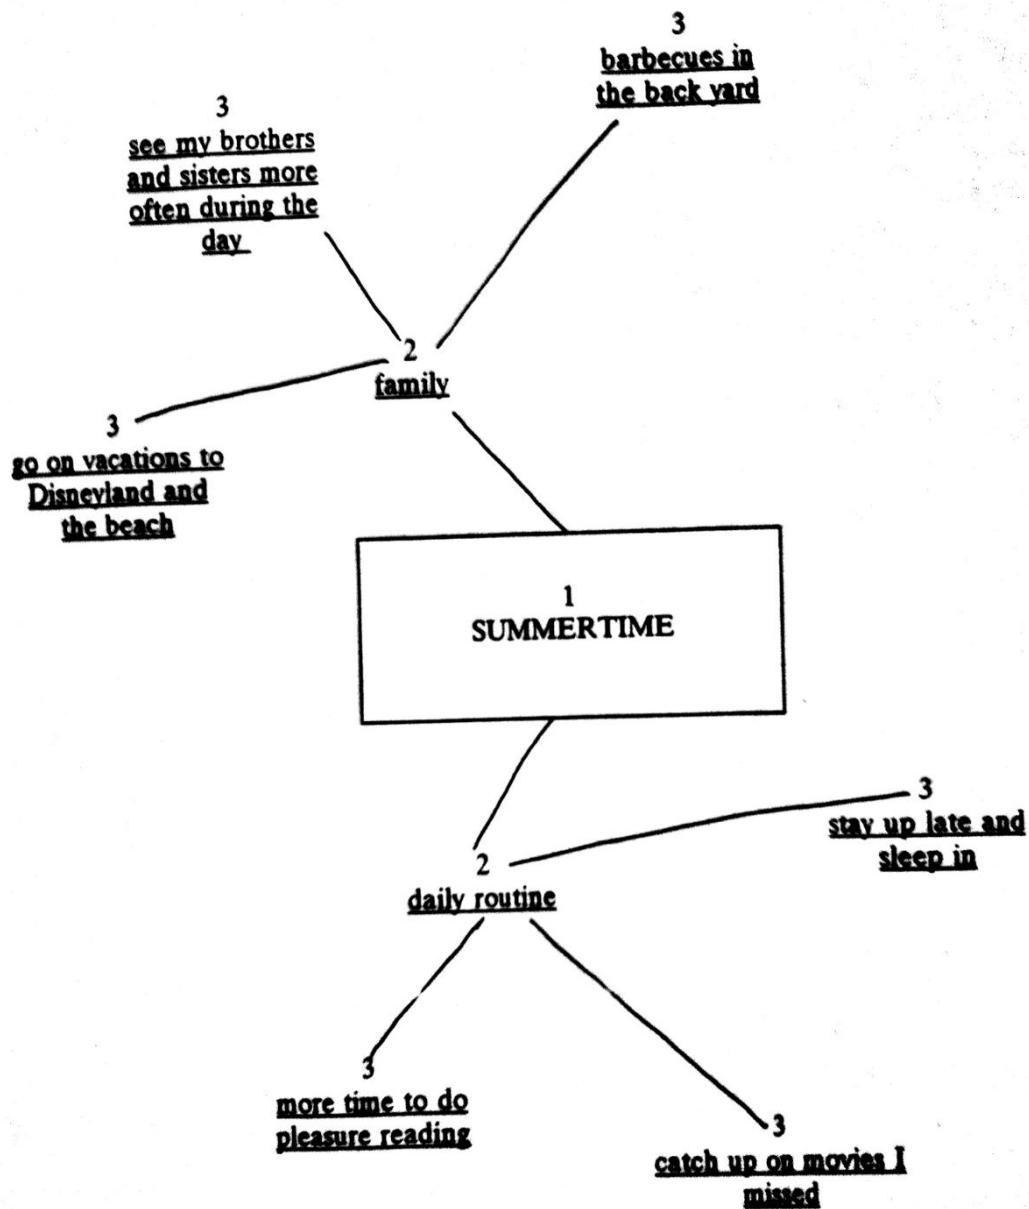 3
barbecues in
the back yard
3
see my brothers
and sisters more
often during the
day
2
family
3
go on vacations to
Disneyland and
the beach
1
SUMMERTIME
3
stay up late and
sleep in
2
daily routine
3
more time to do
pleasure reading
3
catch up on movies I
missed